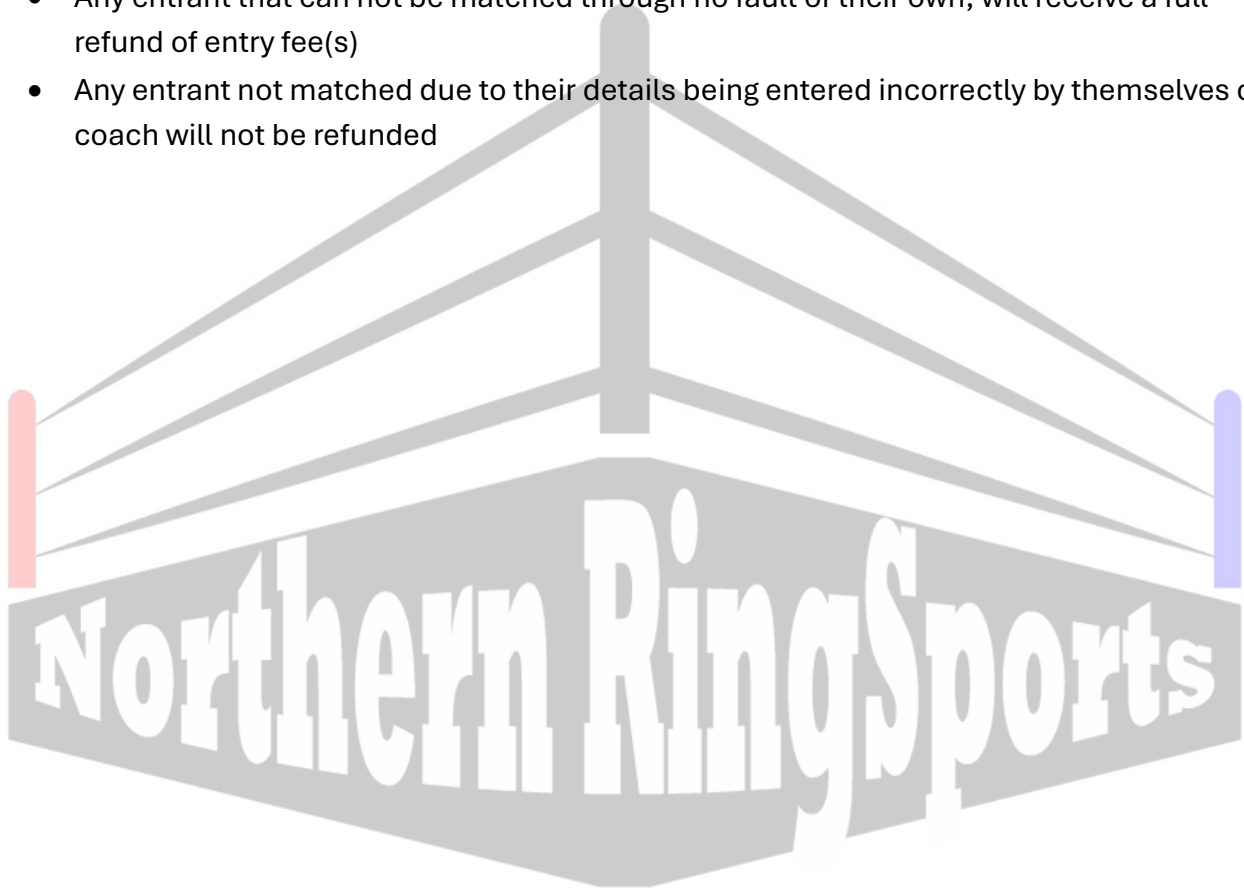 • Any entrant that can not be matched through no fault of their own, will receive a full
refund of entry fee(s)
• Any entrant not matched due to their details being entered incorrectly by themselves
coach will not be refunded
Northern RingSports